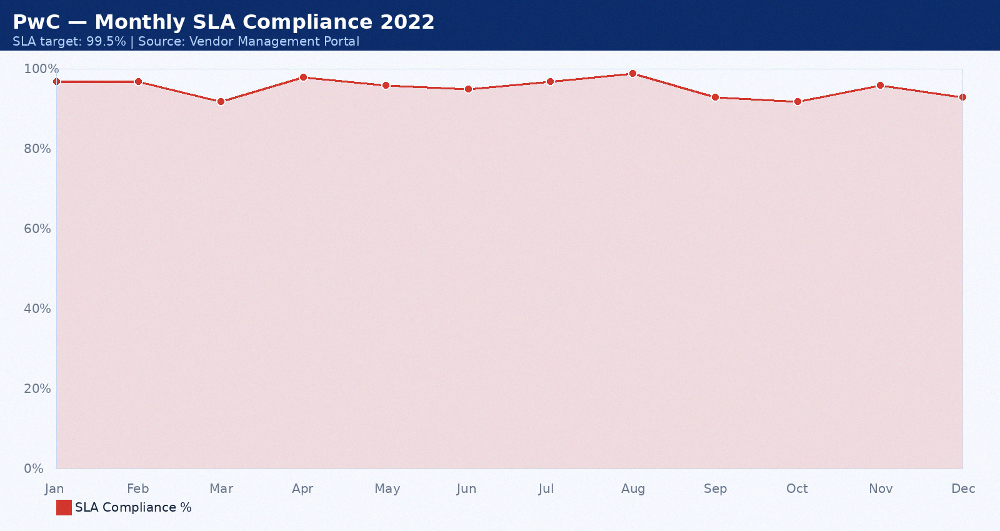 PwC — Monthly SLA Compliance 2022
SLA target: 99.5% | Source: Vendor Management Portal
100%
80%
60%
40%
20%
0%
Jan Feb Mar Apr May Jun Jul Aug Sep Oct Nov Dec
SLA Compliance %